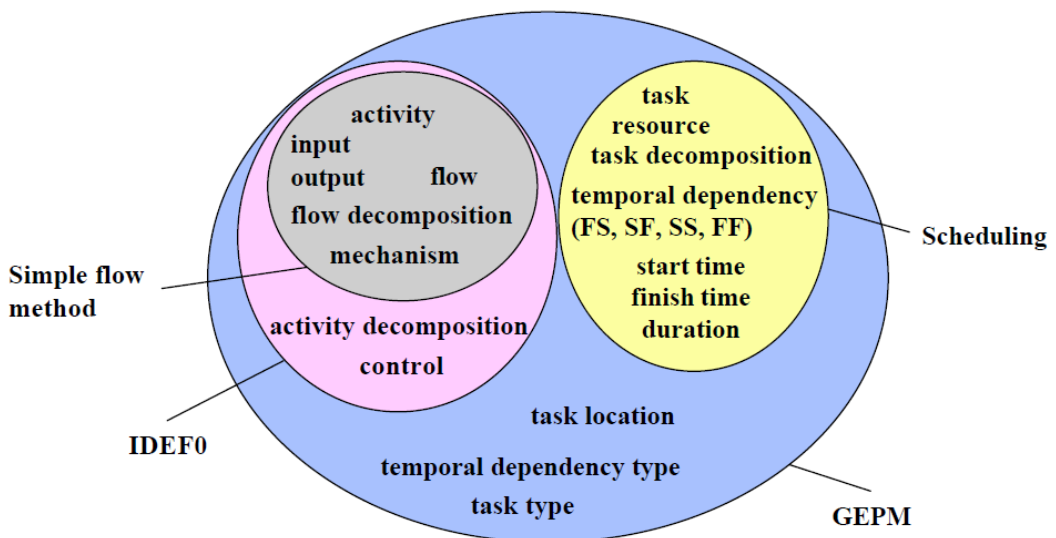 activity
input
output
flow
flow decomposition
mechanism
activity decomposition
control
task
resource
task decomposition
temporal dependency
(FS, SF, SS, FF)
start time
finish time
duration
task location
temporal dependency type
task type
Simple flow
method
IDEF0
Scheduling
GEPM